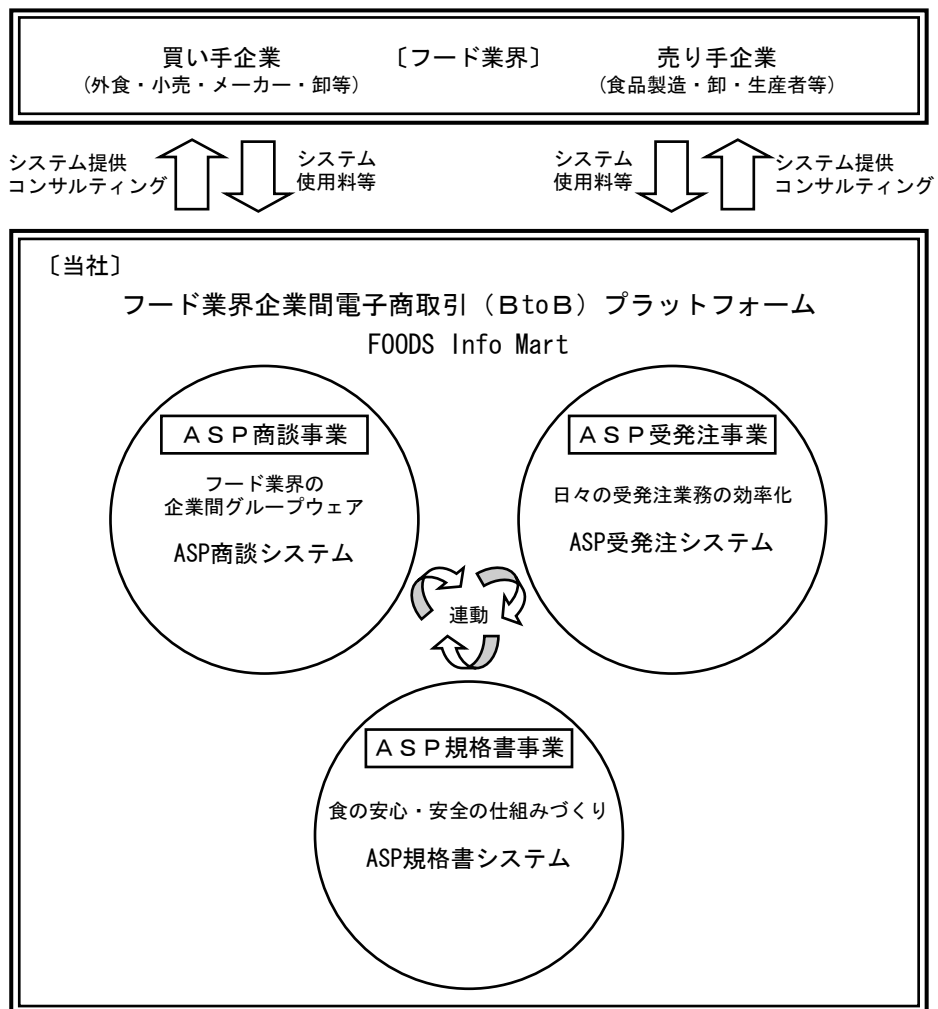 買い手企業 〔フード業界〕 売り手企業
（外食・小売・メーカー・卸等） （食品製造・卸・生産者等）
システム提供
コンサルティング
システム
使用料等
システム
使用料等
システム提供
コンサルティング
〔当社〕
フード業界企業間電子商取引（ＢtoＢ）プラットフォーム
FOODS Info Mart
ＡＳＰ商談事業
フード業界の
企業間グループウェア
ASP商談システム
ＡＳＰ受発注事業
日々の受発注業務の効率化
ASP受発注システム
連動
ＡＳＰ規格書事業
食の安心・安全の仕組みづくり
ASP規格書システム